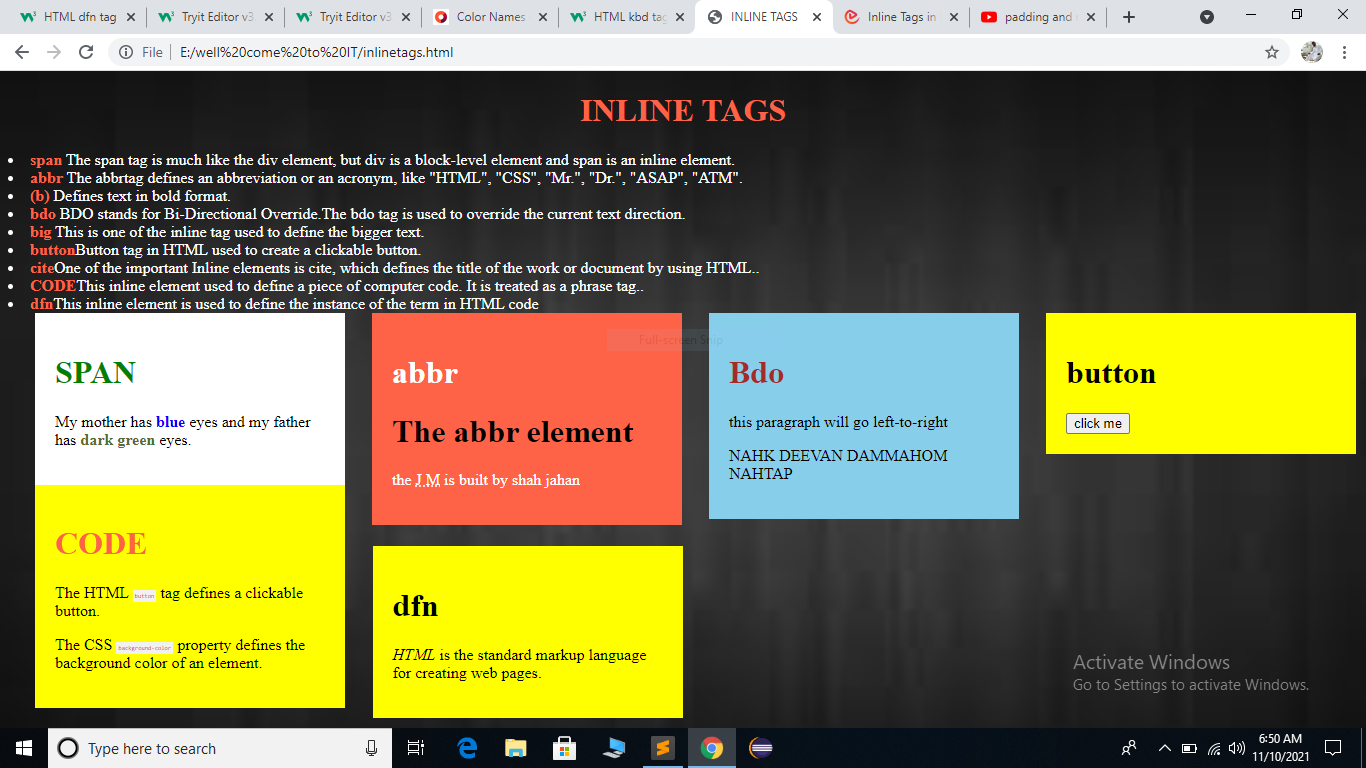 HTML dfn tag
Tryit Editor v3
Tryit Editor v3
Color Names
HTML kbd tag
INLINE TAGS
Inline Tags in
padding and
File
E:/well%20come%20to%20IT/inlinetags.html
INLINE TAGS
span The span tag is much like the div element, but div is a block-level element and span is an inline element.
abbr The abbrtag defines an abbreviation or an acronym, like "HTML", "CSS", "Mr.", "Dr.", "ASAP", "ATM".
(b) Defines text in bold format.
bdo BDO stands for Bi-Directional Override.The bdo tag is used to override the current text direction.
big This is one of the inline tag used to define the bigger text.
buttonButton tag in HTML used to create a clickable button.
citeOne of the important Inline elements is cite, which defines the title of the work or document by using HTML..
CODEThis inline element used to define a piece of computer code. It is treated as a phrase tag..
dfnThis inline element is used to define the instance of the term in HTML code
Full-screen Snip
SPAN
My mother has blue eyes and my father
has dark green eyes.
abbr
The abbr element
the J.M is built by shah jahan
Bdo
this paragraph will go left-to-right
NAHK DEEVAN DAMMAHOM
NAHTAP
button
click me
CODE
The HTML button tag defines a clickable
button.
The CSS background-color property defines the
background color of an element.
dfn
HTML is the standard markup language
for creating web pages.
Activate Windows
Go to Settings to activate Windows.
Type here to search
6:50 AM
11/10/2021